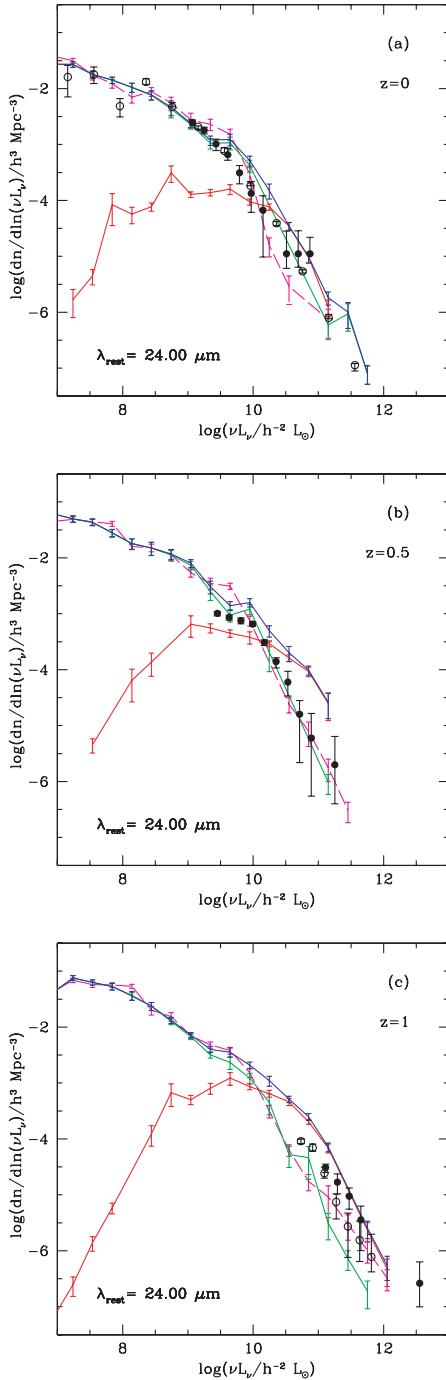 (a)
z=0
-2
-4
-6
log(dn/dln(νLν)/h³ Mpc⁻³)
λrest= 24.00 μm
8 10 12
log(νLν/h⁻² L⊙)
(b)
z=0.5
-2
-4
-6
log(dn/dln(νLν)/h³ Mpc⁻³)
λrest= 24.00 μm
8 10 12
log(νLν/h⁻² L⊙)
(c)
z=1
-2
-4
-6
log(dn/dln(νLν)/h³ Mpc⁻³)
λrest= 24.00 μm
8 10 12
log(νLν/h⁻² L⊙)